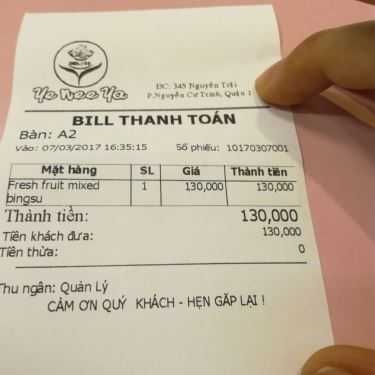 Ye Nee Ya
ĐC: 345 Nguyễn Trãi
P.Nguyễn Cư Trinh, Quận 1
BILL THANH TOÁN
Bàn: A2
Vào: 07/03/2017 16:35:15 Số phiếu: 10170307001
Mặt hàng SL Giá Thành tiền
Fresh fruit mixed bingsu 1 130,000 130,000
Thành tiền: 130,000
Tiền khách đưa: 130,000
Tiền thừa: 0
Thu ngân: Quản Lý
CẢM ƠN QUÝ KHÁCH - HẸN GẶP LẠI !